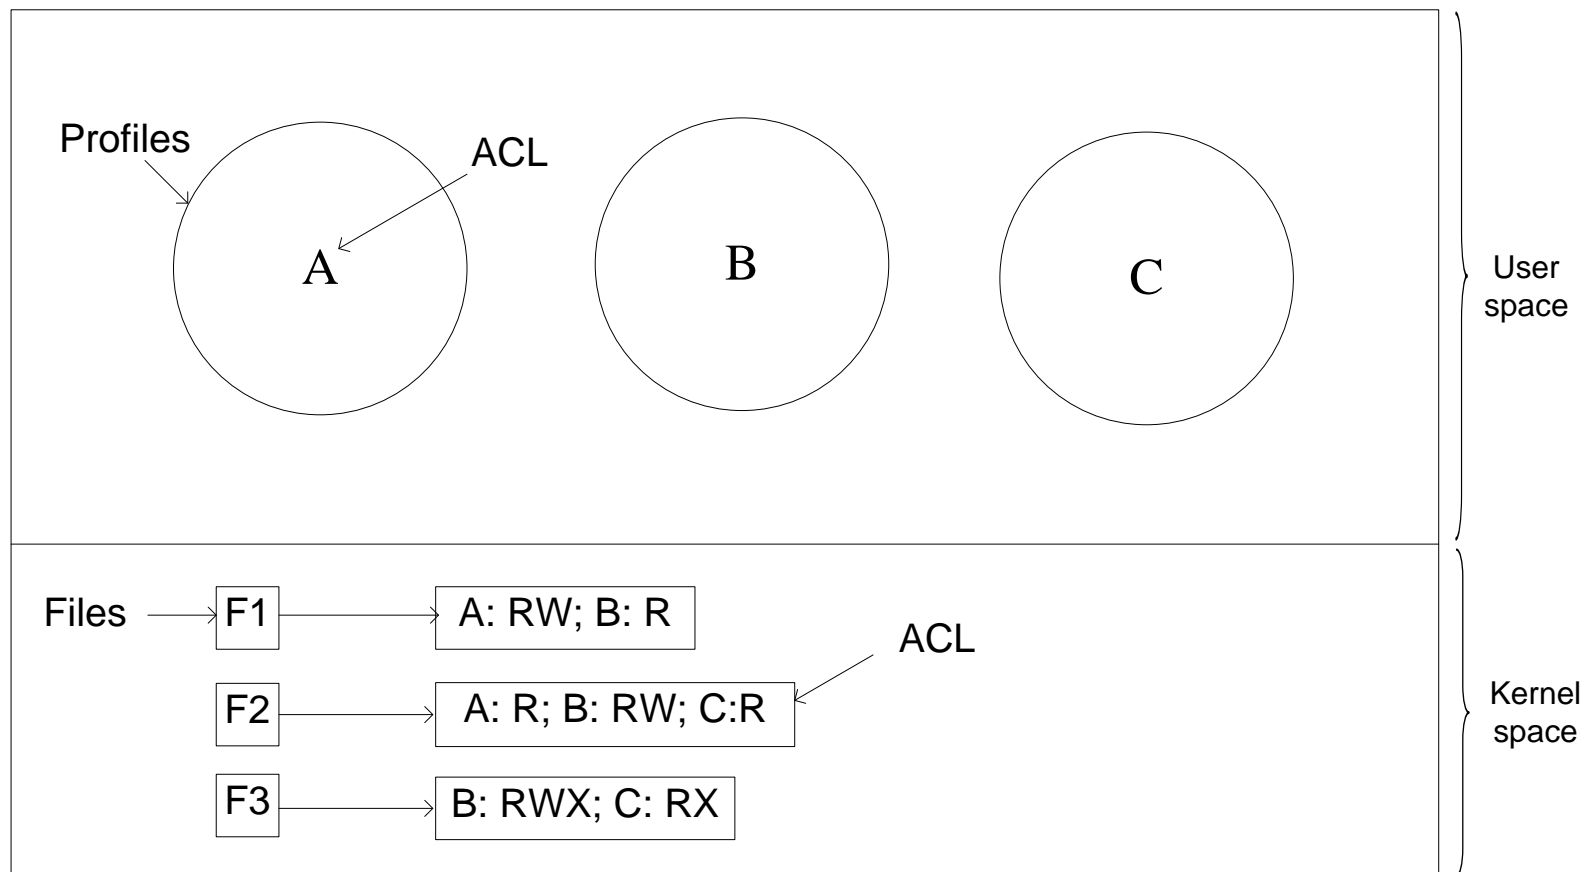 Profiles
ACL
A
B
C
User
space
Files
F1
A: RW; B: R
ACL
F2
A: R; B: RW; C:R
Kernel
space
F3
B: RWX; C: RX